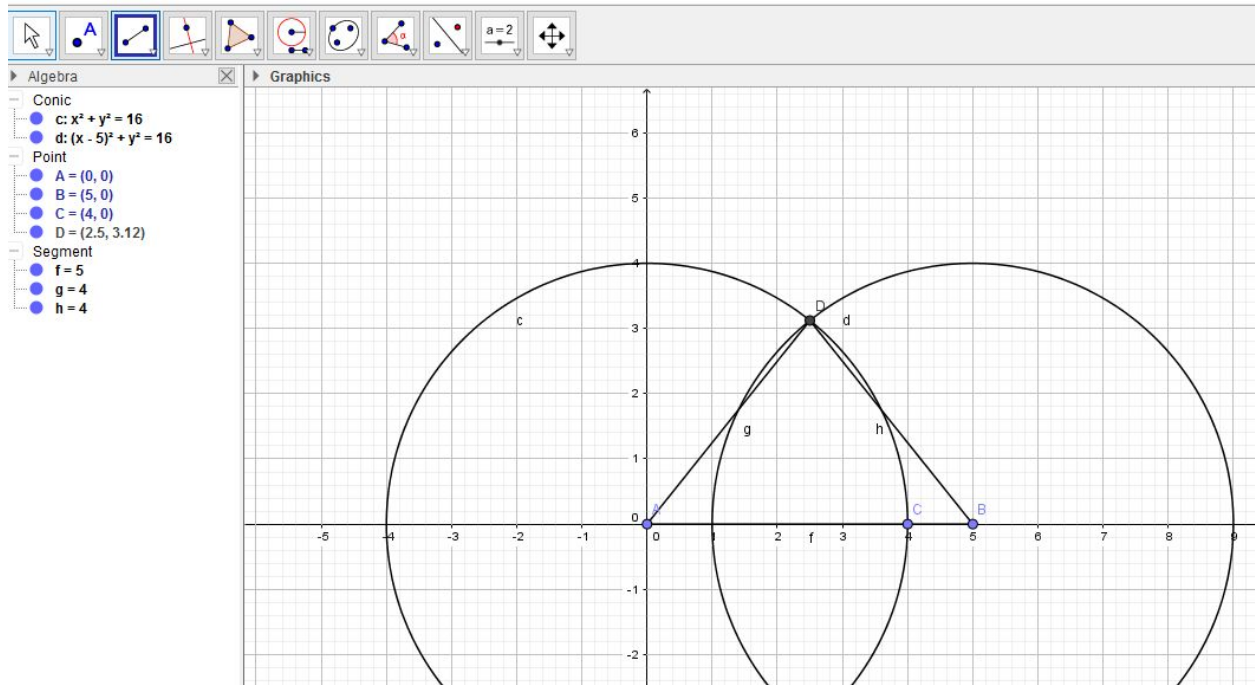 A
α
a = 2
Algebra
Graphics
Conic
c: x² + y² = 16
d: (x - 5)² + y² = 16
Point
A = (0, 0)
B = (5, 0)
C = (4, 0)
D = (2.5, 3.12)
Segment
f = 5
g = 4
h = 4
6
5
4
D
c
3
d
2
g
h
1
A
C
B
0
-5
-4
-3
-2
-1
0
1
2
f
3
4
5
6
7
8
9
-1
-2